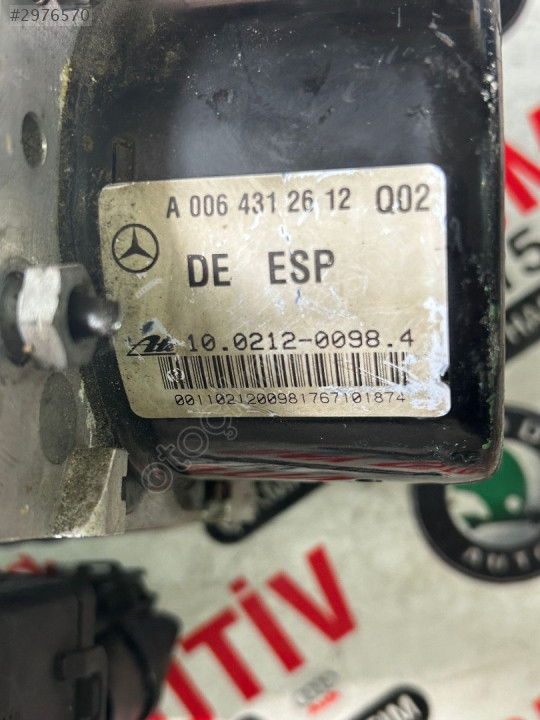 #2976570
A 006 431 26 12 Q02
DE ESP
10.0212-0098.4
00110212009817671018​74
TİV